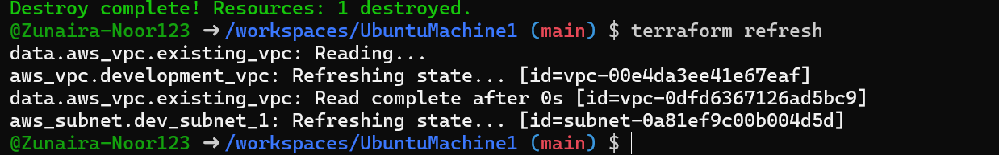 Destroy complete! Resources: 1 destroyed.
@Zunaira-Noor123 ➜/workspaces/UbuntuMachine1 (main) $ terraform refresh
data.aws_vpc.existing_vpc: Reading...
aws_vpc.development_vpc: Refreshing state... [id=vpc-00e4da3ee41e67eaf]
data.aws_vpc.existing_vpc: Read complete after 0s [id=vpc-0dfd6367126ad5bc9]
aws_subnet.dev_subnet_1: Refreshing state... [id=subnet-0a81ef9c00b004d5d]
@Zunaira-Noor123 ➜/workspaces/UbuntuMachine1 (main) $